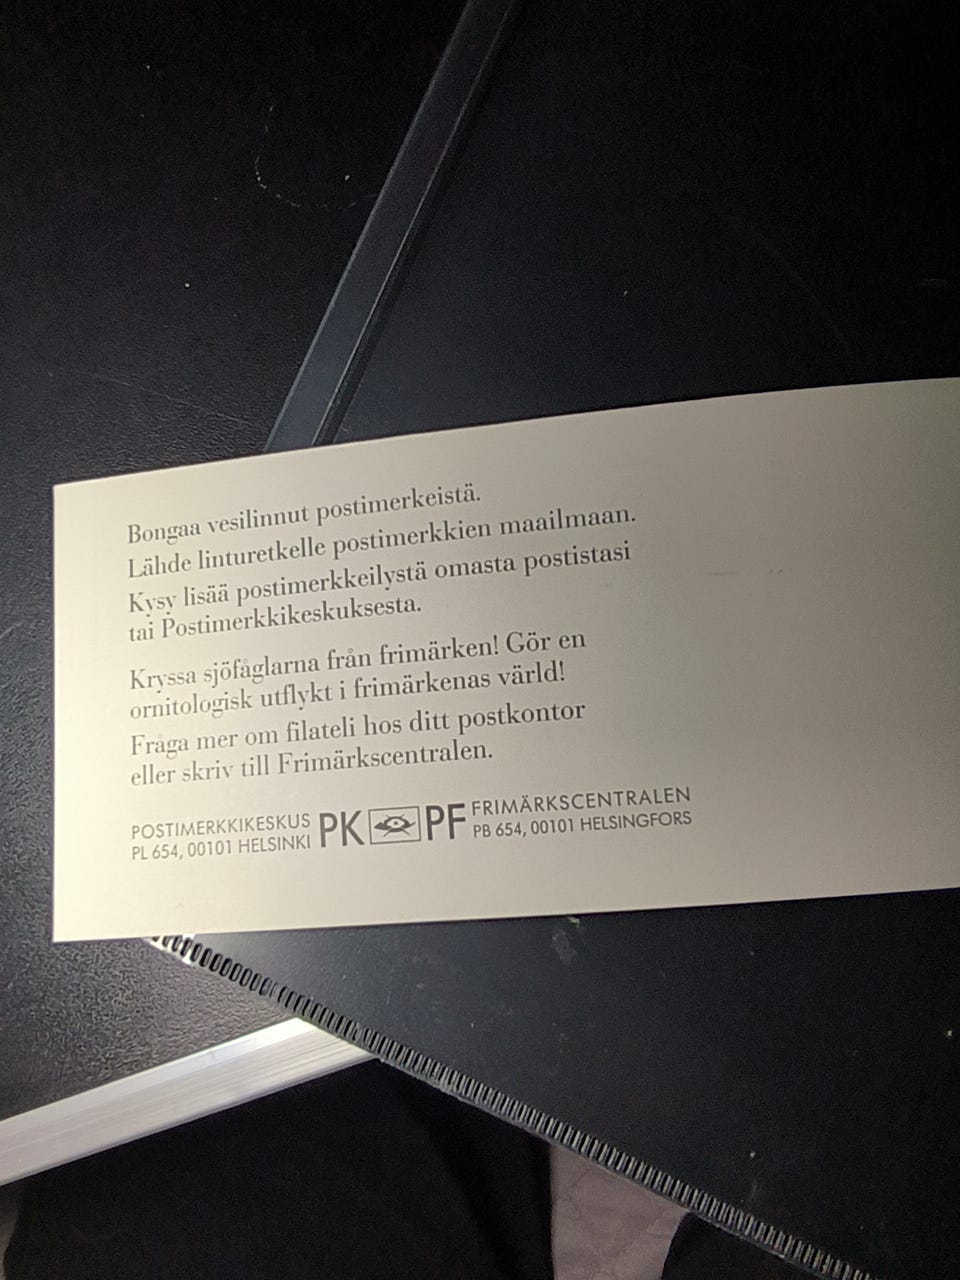 Bongaa vesilinnut postimerkeistä.
Lähde linturetkelle postimerkkien maailmaan.
Kysy lisää postimerkkeilystä omasta postistasi
tai Postimerkkikeskuksesta.
Kryssa sjöfåglarna från frimärken! Gör en
ornitologisk utflykt i frimärkenas värld!
Fråga mer om filateli hos ditt postkontor
eller skriv till Frimärkscentralen.
POSTIMERKKIKESKUS
PL 654, 00101 HELSINKI
PK PF
FRIMÄRKSCENTRALEN
PB 654, 00101 HELSINGFORS